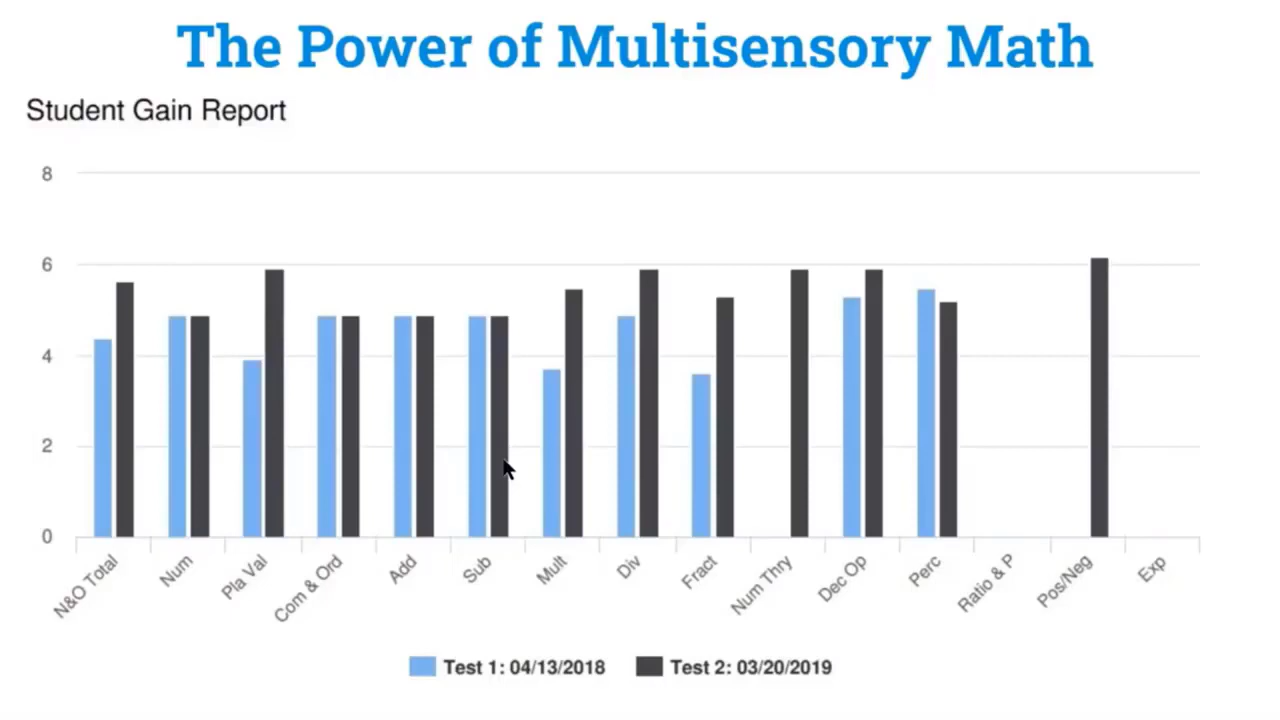 The Power of Multisensory Math
Student Gain Report
8
6
4
2
0
N&O Total
Num
Pla Val
Com & Ord
Add
Sub
Mult
Div
Fract
Num Thry
Dec Op
Perc
Ratio & P
Pos/Neg
Exp
Test 1: 04/13/2018
Test 2: 03/20/2019